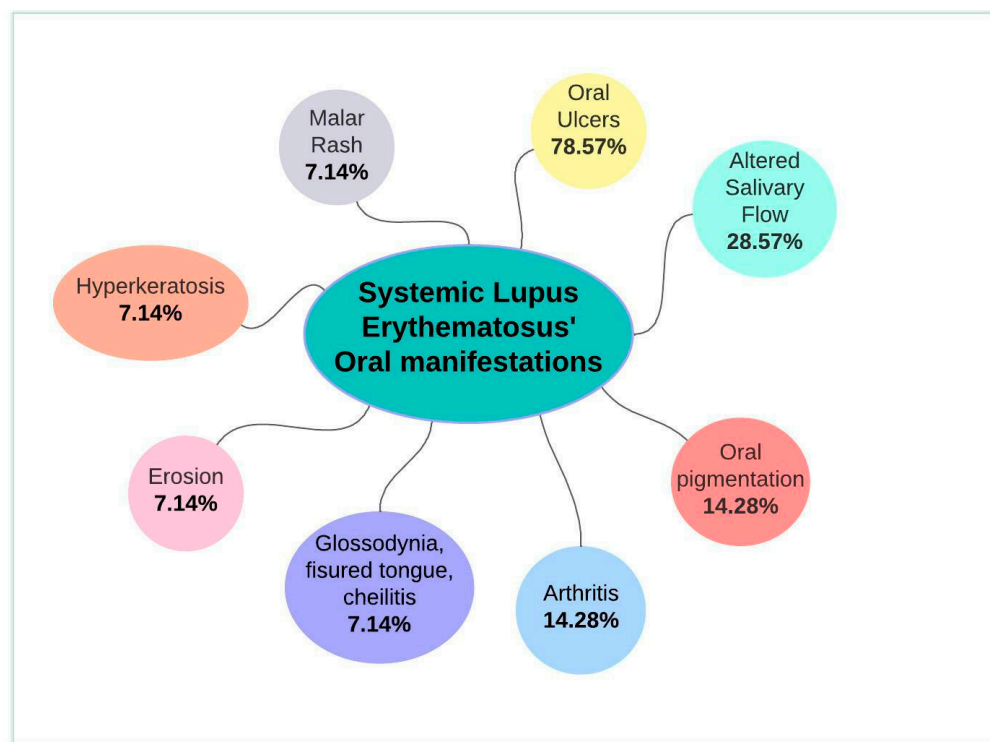 Systemic Lupus
Erythematosus'
Oral manifestations
Oral
Ulcers
78.57%
Altered
Salivary
Flow
28.57%
Oral
pigmentation
14.28%
Arthritis
14.28%
Glossodynia,
fisured tongue,
cheilitis
7.14%
Erosion
7.14%
Hyperkeratosis
7.14%
Malar
Rash
7.14%